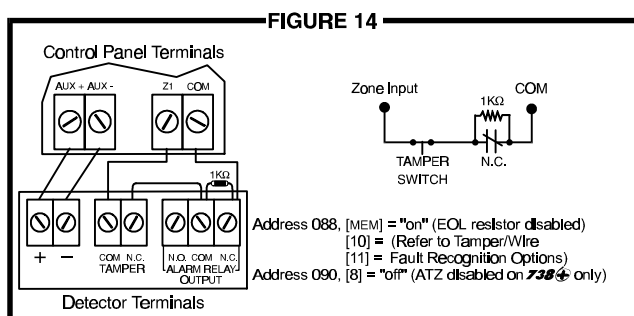 FIGURE 14
Control Panel Terminals
AUX + AUX - Z1 COM
1KΩ
+ - COM N.C. N.O. COM N.C.
TAMPER ALARM RELAY
OUTPUT
Detector Terminals
Zone Input COM
1KΩ
TAMPER N.C.
SWITCH
Address 088, [MEM] = "on" (EOL resistor disabled)
[10] = (Refer to Tamper/Wire
[11] = Fault Recognition Options)
Address 090, [8] = "off" (ATZ disabled on 738+ only)